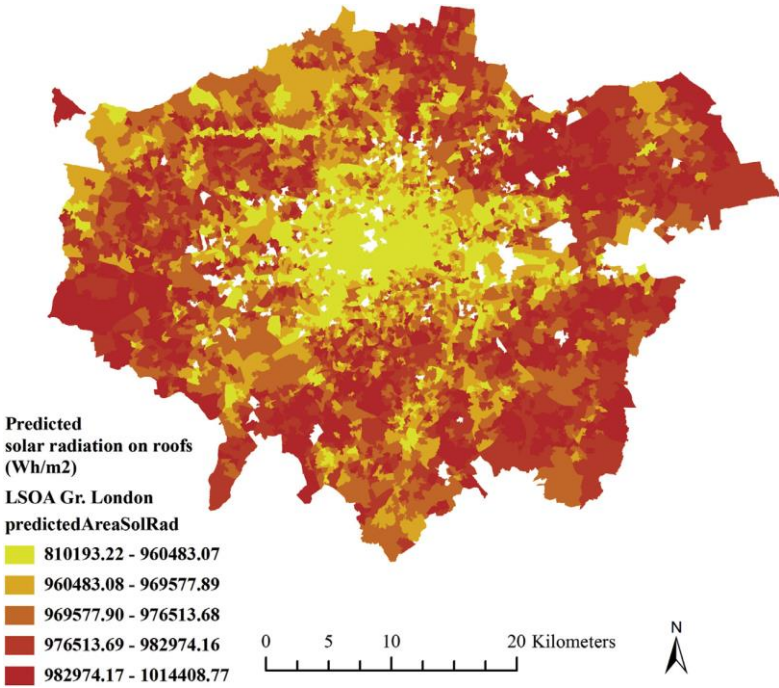 Predicted
solar radiation on roofs
(Wh/m2)
LSOA Gr. London
predictedAreaSolRad
810193.22 - 960483.07
960483.08 - 969577.89
969577.90 - 976513.68
976513.69 - 982974.16
982974.17 - 1014408.77
0 5 10 20 Kilometers
N